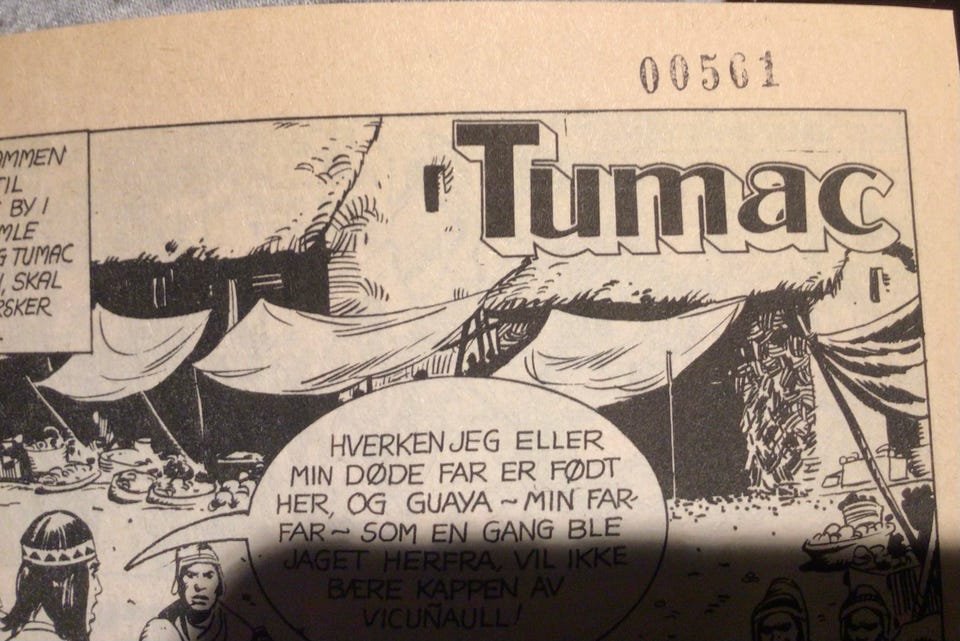 00561
Tumac
OMMEN
TIL
BY I
MLE
G TUMAC
, SKAL
RSKER
HVERKEN JEG ELLER
MIN DØDE FAR ER FØDT
HER, OG GUAYA ~ MIN FAR-
FAR ~ SOM EN GANG BLE
JAGET HERFRA, VIL IKKE
BÆRE KAPPEN AV
VICUÑAULL!